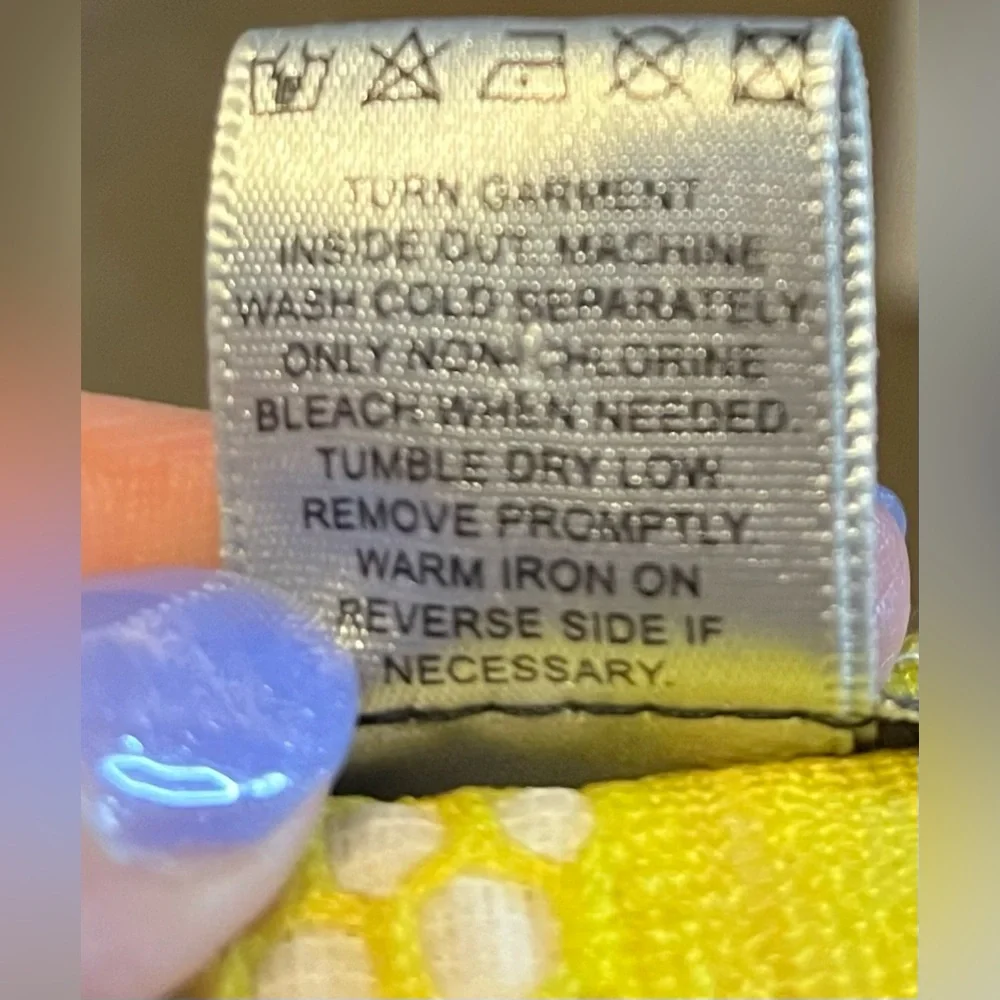 TURN GARMENT
INSIDE OUT. MACHINE
WASH COLD SEPARATELY
ONLY NON- CHLORINE
BLEACH WHEN NEEDED.
TUMBLE DRY LOW.
REMOVE PROMPTLY.
WARM IRON ON
REVERSE SIDE IF
NECESSARY.